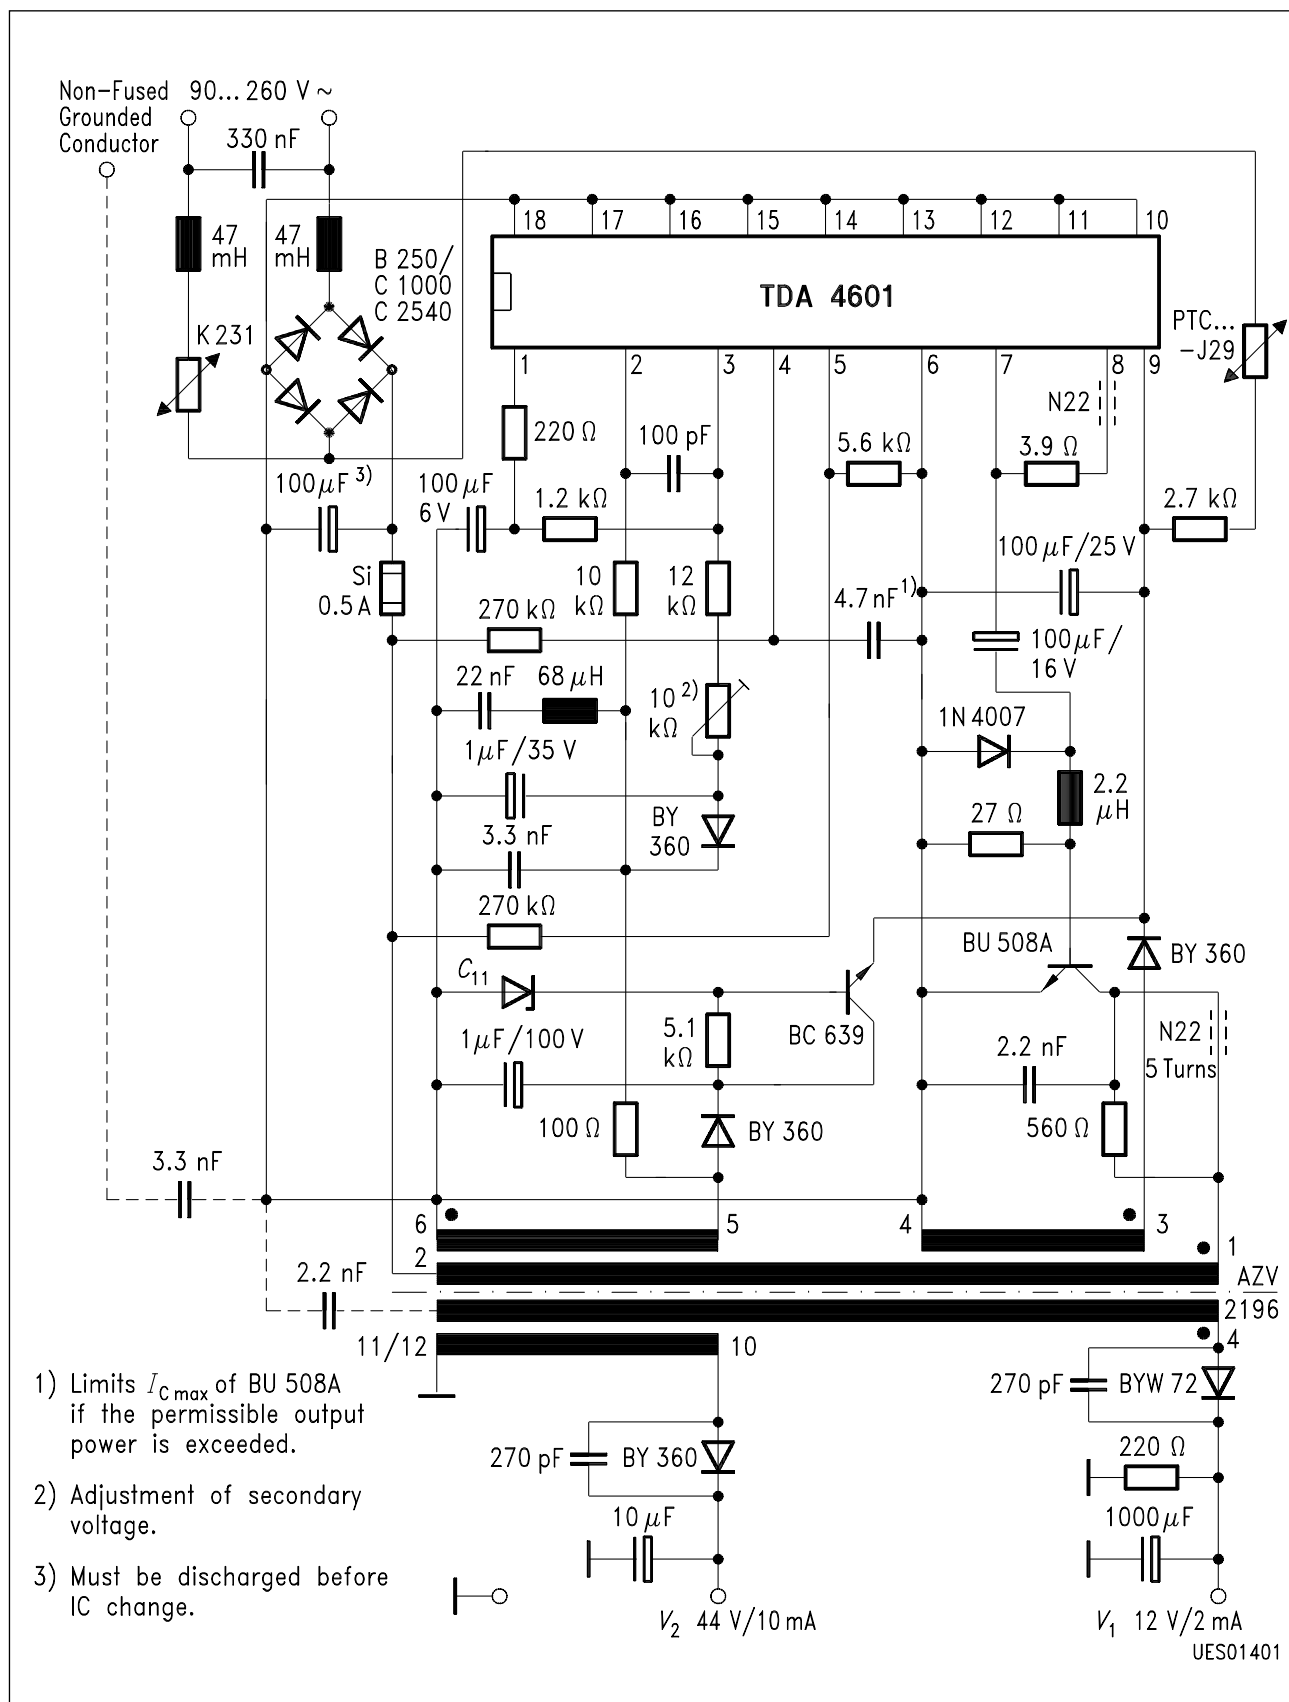 Non-Fused
Grounded
Conductor
90... 260 V ~
330 nF
47
mH
47
mH
B 250/
C 1000
C 2540
K 231
18 17 16 15 14 13 12 11 10
TDA 4601
1 2 3 4 5 6 7 8 9
PTC...
-J29
N22
220 Ω
100 pF
5.6 kΩ
3.9 Ω
100 μF 3)
100 μF
6 V
1.2 kΩ
2.7 kΩ
Si
0.5 A
10
kΩ
12
kΩ
100 μF/25 V
270 kΩ
4.7 nF 1)
100 μF/
16 V
22 nF
68 μH
10 2)
kΩ
1N 4007
1 μF/35 V
2.2
μH
BY
360
27 Ω
3.3 nF
270 kΩ
BU 508A
BY 360
C11
5.1
kΩ
BC 639
N22
5 Turns
1 μF/100 V
2.2 nF
100 Ω
BY 360
560 Ω
3.3 nF
6 5 4 3
2 1
2.2 nF
AZV
2196
11/12 10 4
1) Limits IC max of BU 508A
if the permissible output
power is exceeded.
270 pF
BYW 72
270 pF
BY 360
220 Ω
2) Adjustment of secondary
voltage.
10 μF
1000 μF
3) Must be discharged before
IC change.
V2 44 V/10 mA
V1 12 V/2 mA
UES01401